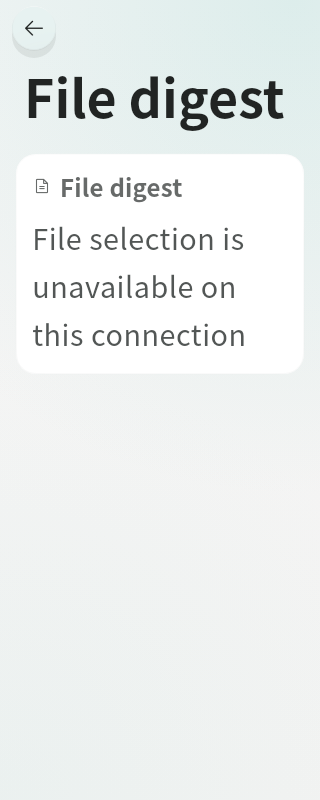 File digest
File digest
File selection is
unavailable on
this connection